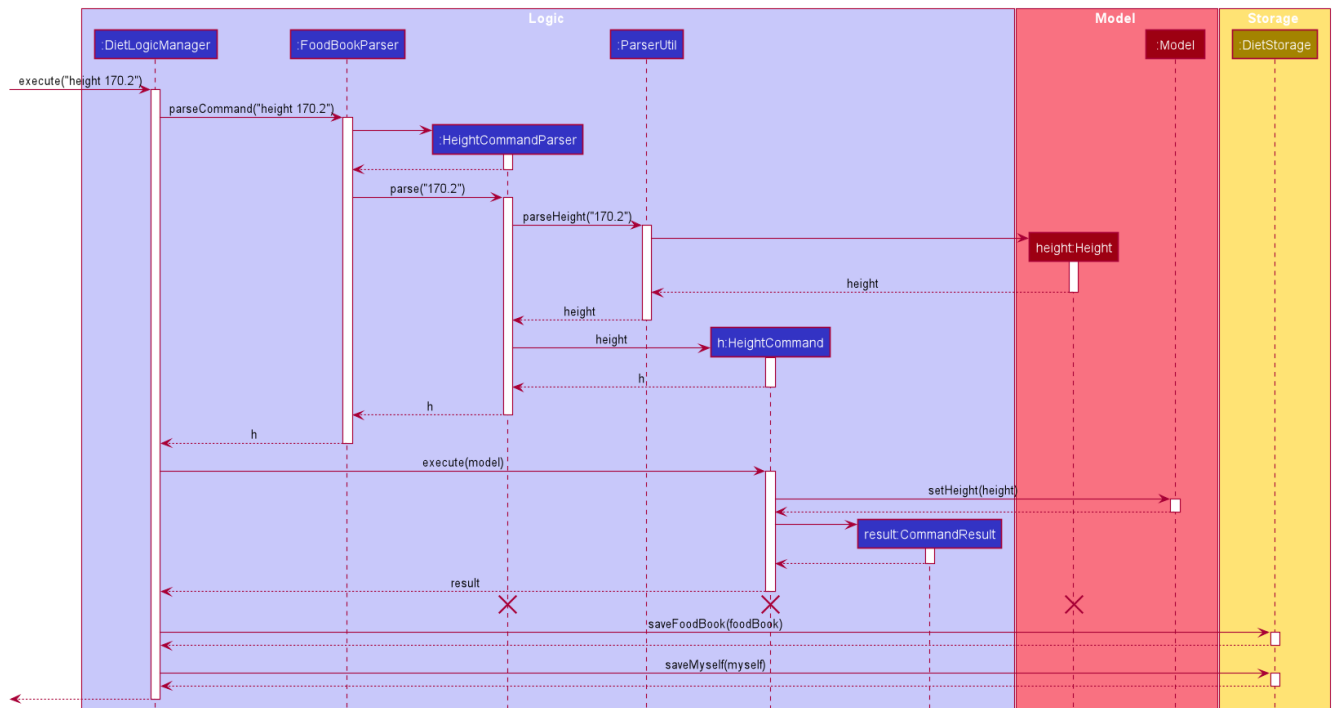 Logic
Model
Storage
:DietLogicManager
:FoodBookParser
:ParserUtil
:Model
:DietStorage
execute("height 170.2")
parseCommand("height 170.2")
:HeightCommandParser
parse("170.2")
parseHeight("170.2")
height:Height
height
height
height
h:HeightCommand
h
h
h
execute(model)
setHeight(height)
result:CommandResult
result
saveFoodBook(foodBook)
saveMyself(myself)